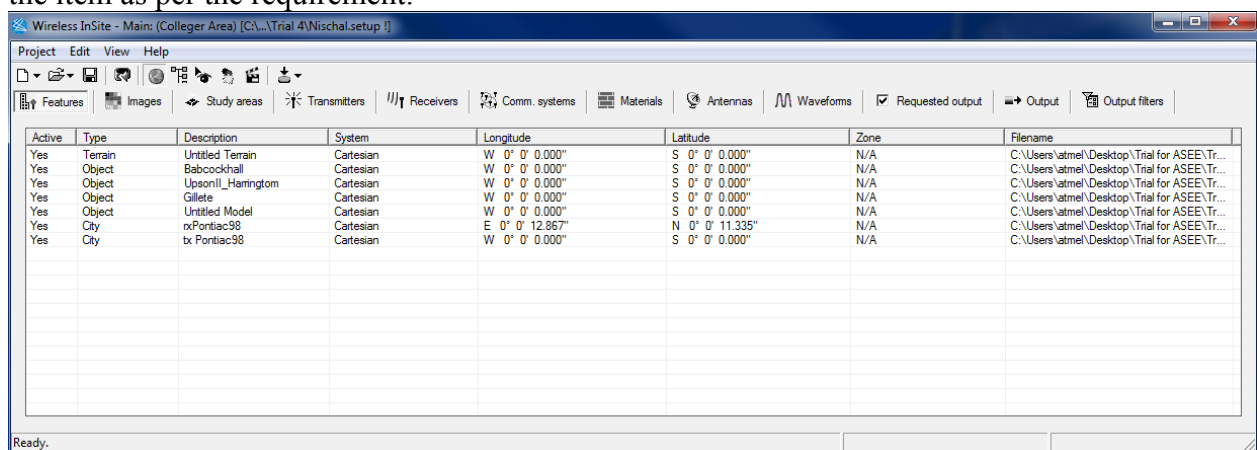 the item as per the requirement.
Wireless InSite - Main: (Colleger Area) [C:\...\Trial 4\Nischal.setup !]
Project Edit View Help
Features Images Study areas Transmitters Receivers Comm. systems Materials Antennas Waveforms Requested output Output Output filters
Active Type Description System Longitude Latitude Zone Filename
Yes Terrain Untitled Terrain Cartesian W 0° 0' 0.000" S 0° 0' 0.000" N/A C:\Users\atmel\Desktop\Trial for ASEE\Tr...
Yes Object Babcockhall Cartesian W 0° 0' 0.000" S 0° 0' 0.000" N/A C:\Users\atmel\Desktop\Trial for ASEE\Tr...
Yes Object UpsonII_Harringtom Cartesian W 0° 0' 0.000" S 0° 0' 0.000" N/A C:\Users\atmel\Desktop\Trial for ASEE\Tr...
Yes Object Gillete Cartesian W 0° 0' 0.000" S 0° 0' 0.000" N/A C:\Users\atmel\Desktop\Trial for ASEE\Tr...
Yes Object Untitled Model Cartesian W 0° 0' 0.000" S 0° 0' 0.000" N/A C:\Users\atmel\Desktop\Trial for ASEE\Tr...
Yes City rxPontiac98 Cartesian E 0° 0' 12.867" N 0° 0' 11.335" N/A C:\Users\atmel\Desktop\Trial for ASEE\Tr...
Yes City tx Pontiac98 Cartesian W 0° 0' 0.000" S 0° 0' 0.000" N/A C:\Users\atmel\Desktop\Trial for ASEE\Tr...
Ready.